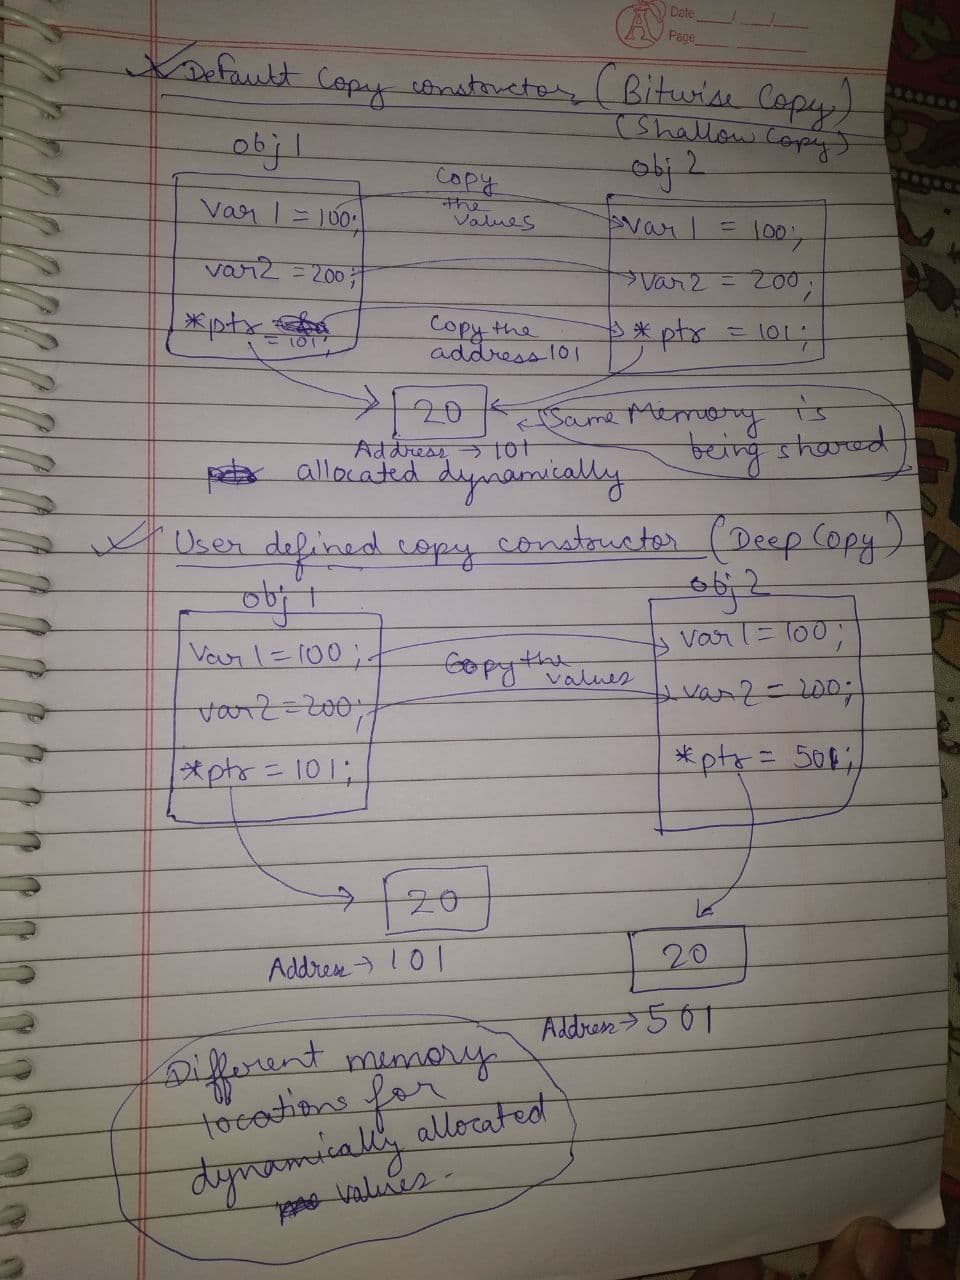 Date
Page
Default Copy constructor (Bitwise Copy)
(Shallow Copy)
obj 1
obj 2
Var 1 = 100;
Copy
the
values
var 1 = 100;
var2 = 200;
var2 = 200;
*ptr = 101;
Copy the
address 101
*ptr = 101;
20
Same Memory is
being shared
Address → 101
allocated dynamically
User defined copy constructor (Deep Copy)
obj 1
obj 2
Var 1 = 100;
Copy the
values
var 1 = 100;
var2 = 200;
var2 = 200;
*ptr = 101;
*ptr = 501;
20
Address → 101
20
Address → 501
Different memory
locations for
dynamically allocated
values.